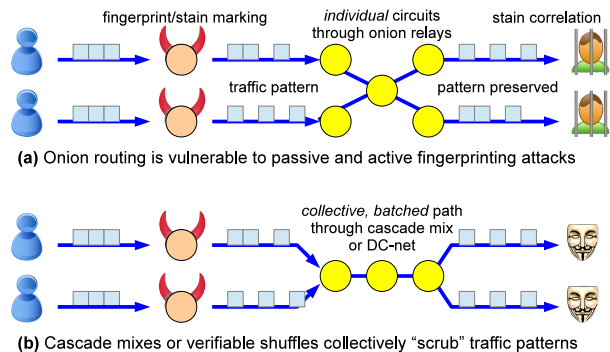 fingerprint/stain marking
individual circuits
through onion relays
stain correlation
traffic pattern
pattern preserved
(a) Onion routing is vulnerable to passive and active fingerprinting attacks
collective, batched path
through cascade mix
or DC-net
(b) Cascade mixes or verifiable shuffles collectively “scrub” traffic patterns